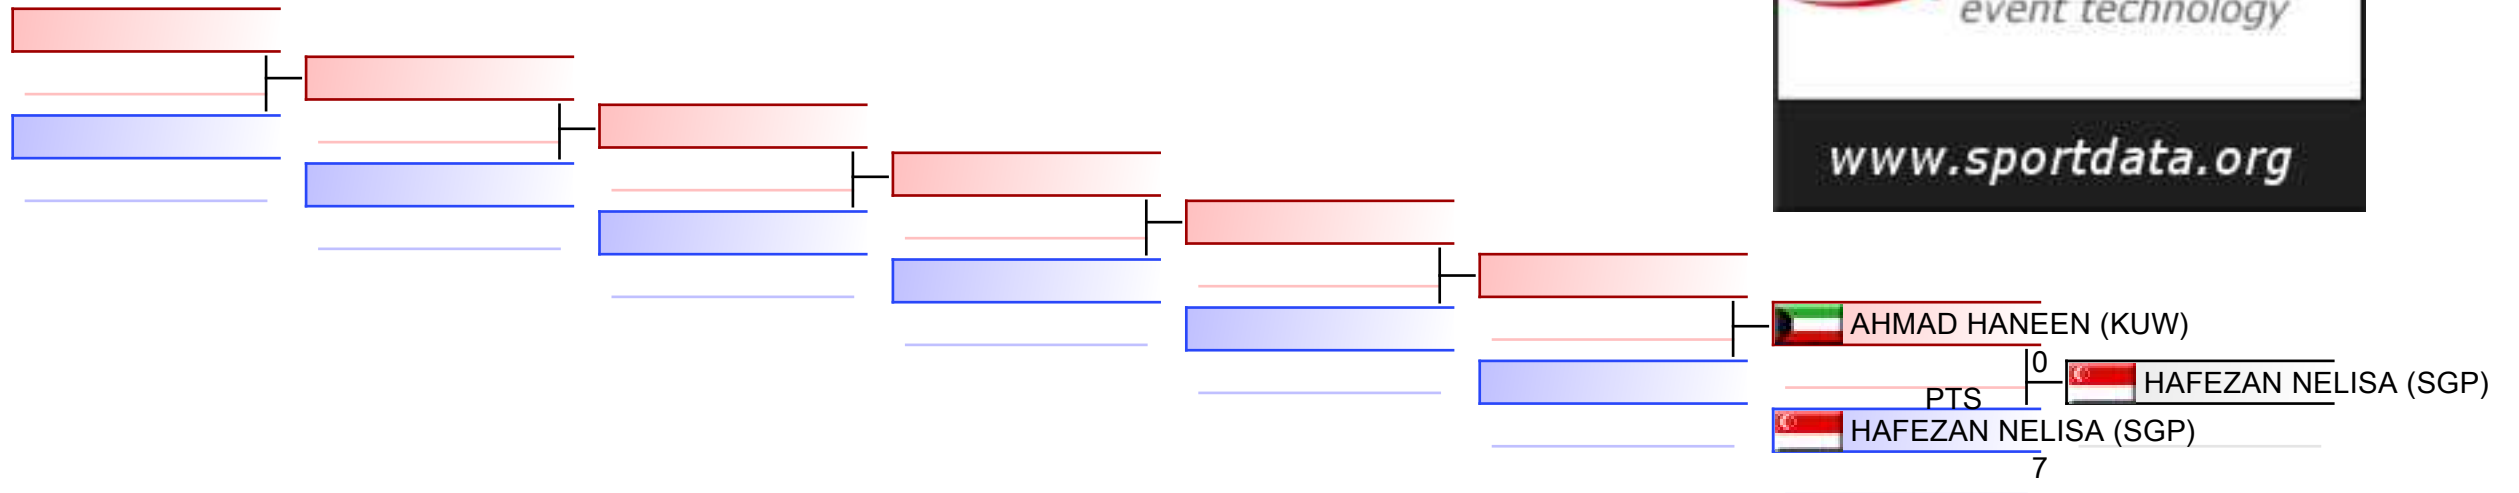 event technology
www.sportdata.org
AHMAD HANEEN (KUW)
0
HAFEZAN NELISA (SGP)
PTS
HAFEZAN NELISA (SGP)
7